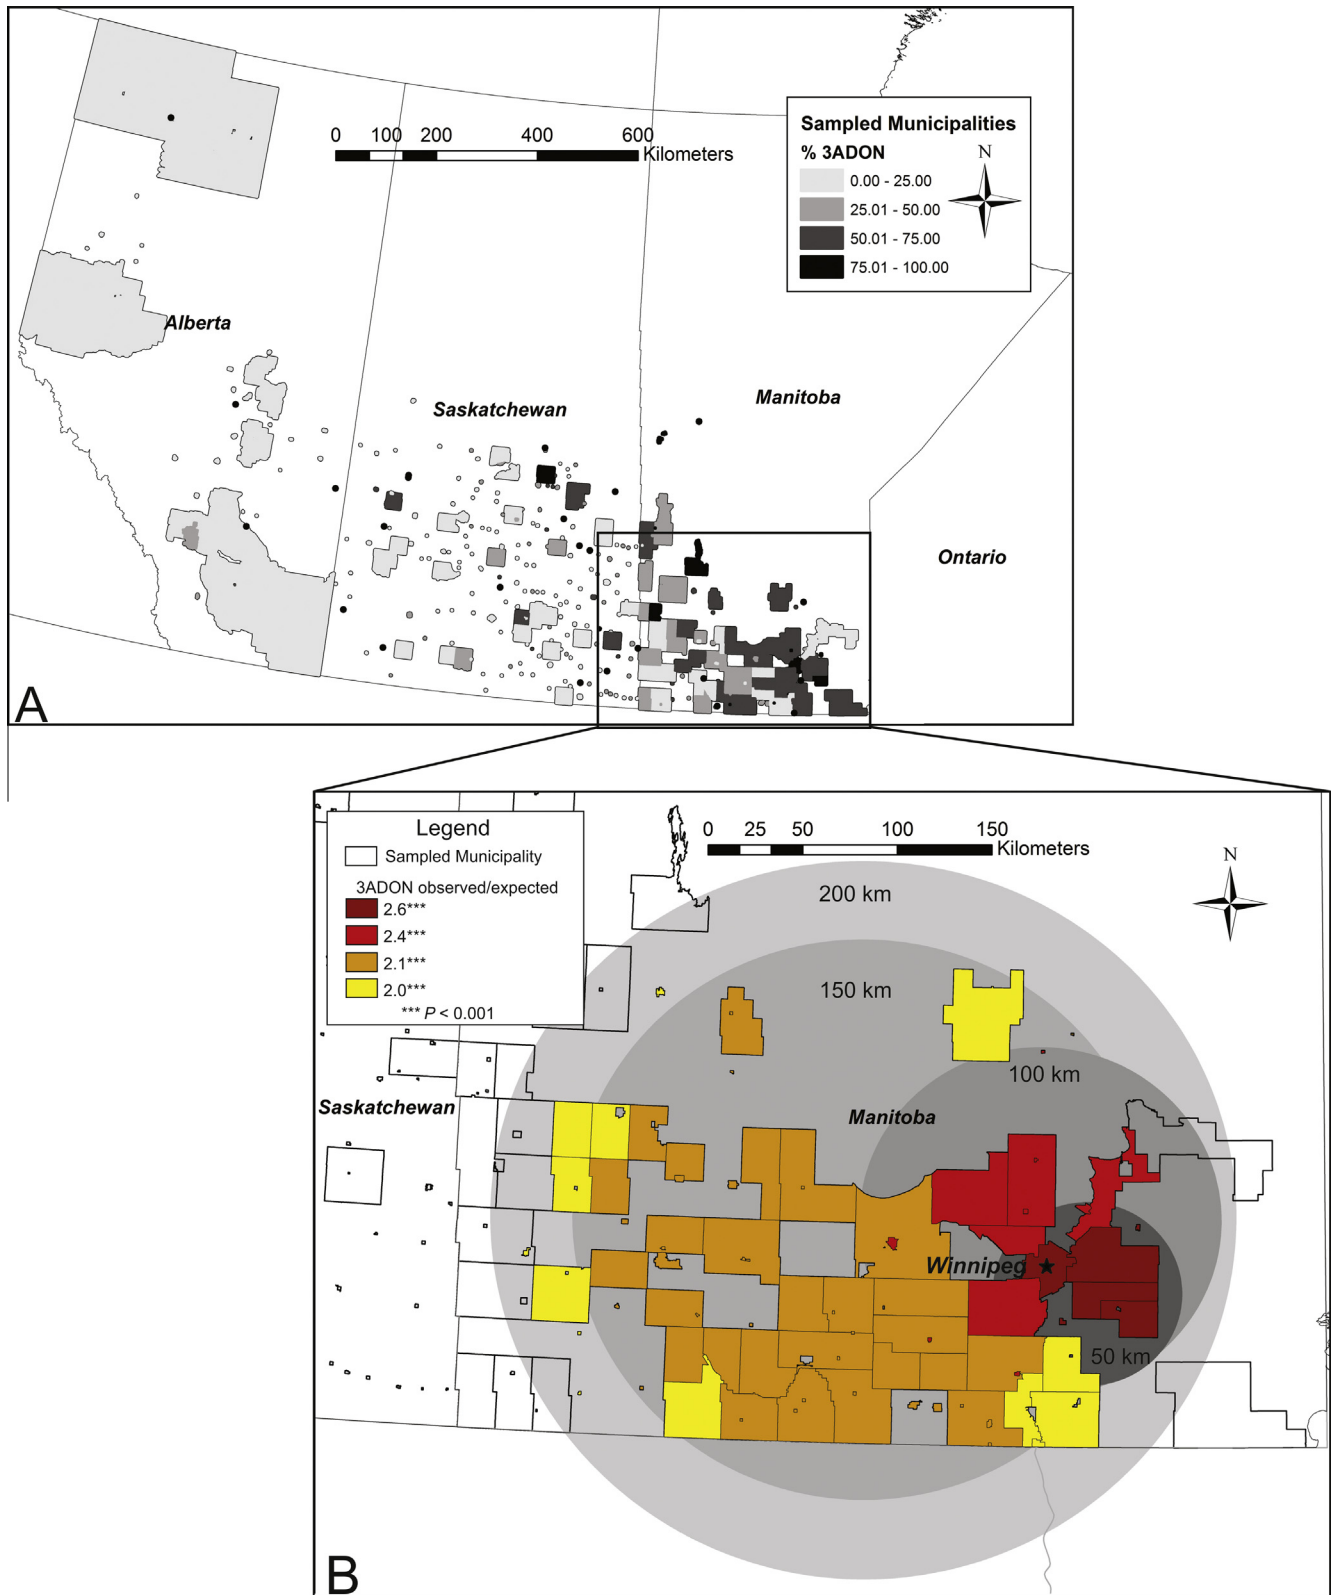 0 100 200 400 600
Kilometers
Sampled Municipalities
% 3ADON
N
0.00 - 25.00
25.01 - 50.00
50.01 - 75.00
75.01 - 100.00
Alberta
Saskatchewan
Manitoba
Ontario
A
Legend
Sampled Municipality
3ADON observed/expected
2.6***
2.4***
2.1***
2.0***
*** P < 0.001
0 25 50 100 150
Kilometers
N
200 km
150 km
100 km
Saskatchewan
Manitoba
Winnipeg
50 km
B